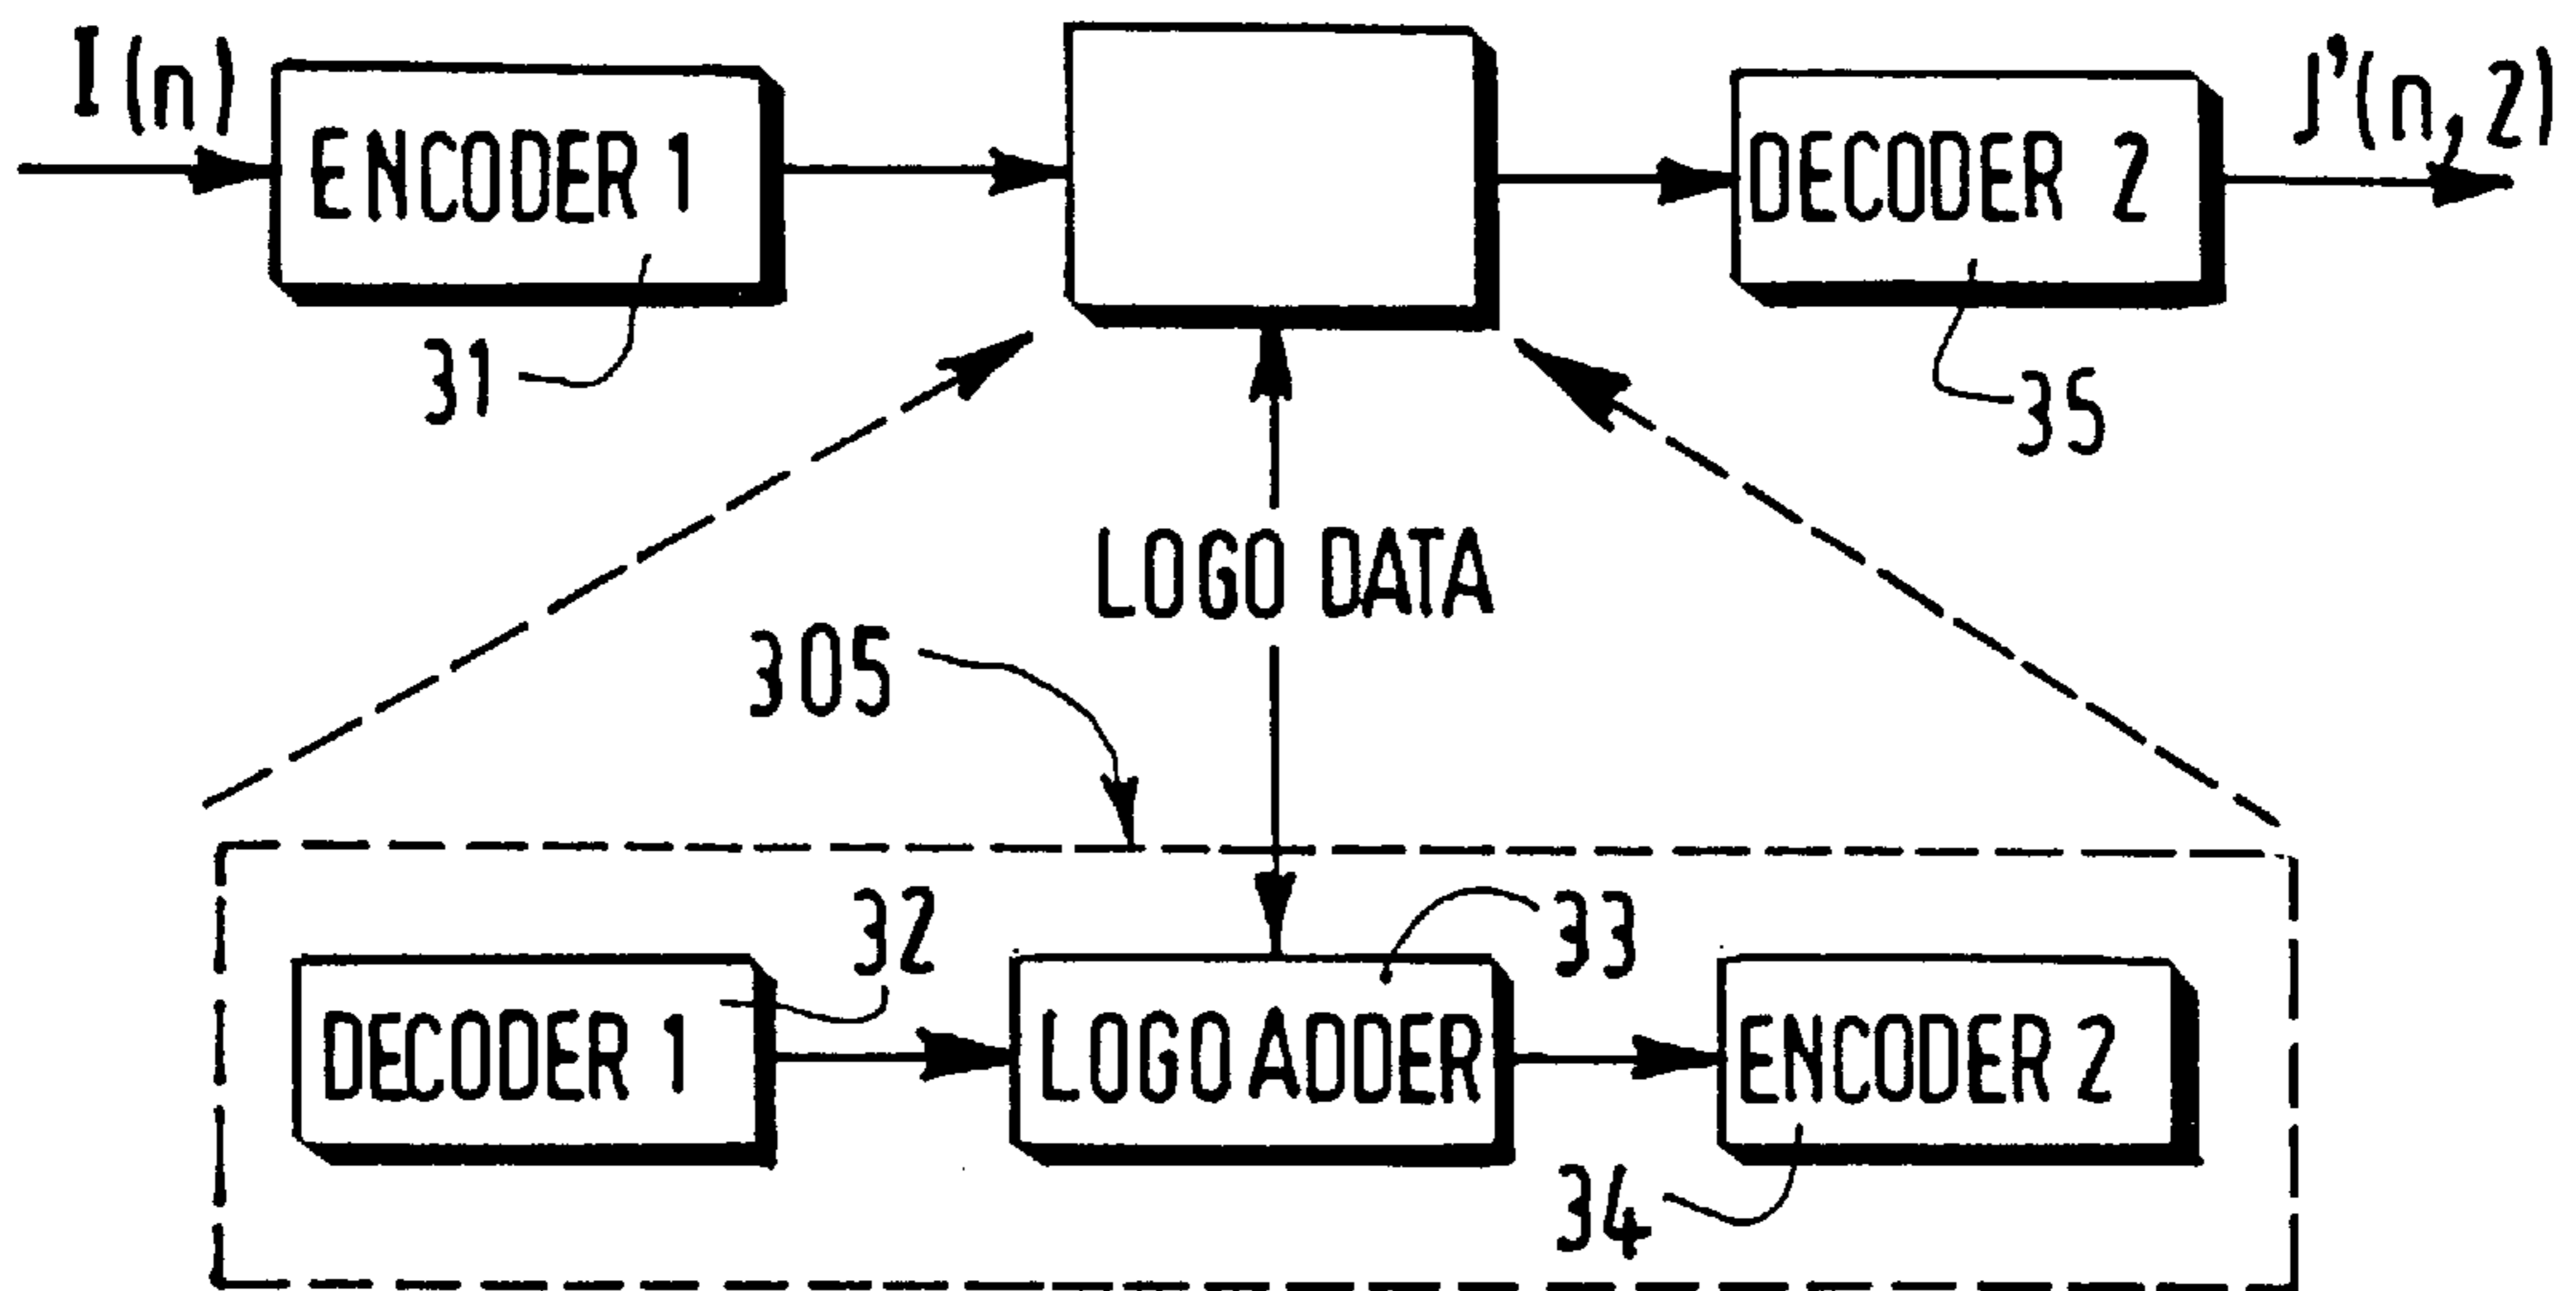 I(n)
ENCODER 1
DECODER 2
J'(n,2)
31
35
LOGO DATA
305
32
33
DECODER 1
LOGO ADDER
ENCODER 2
34